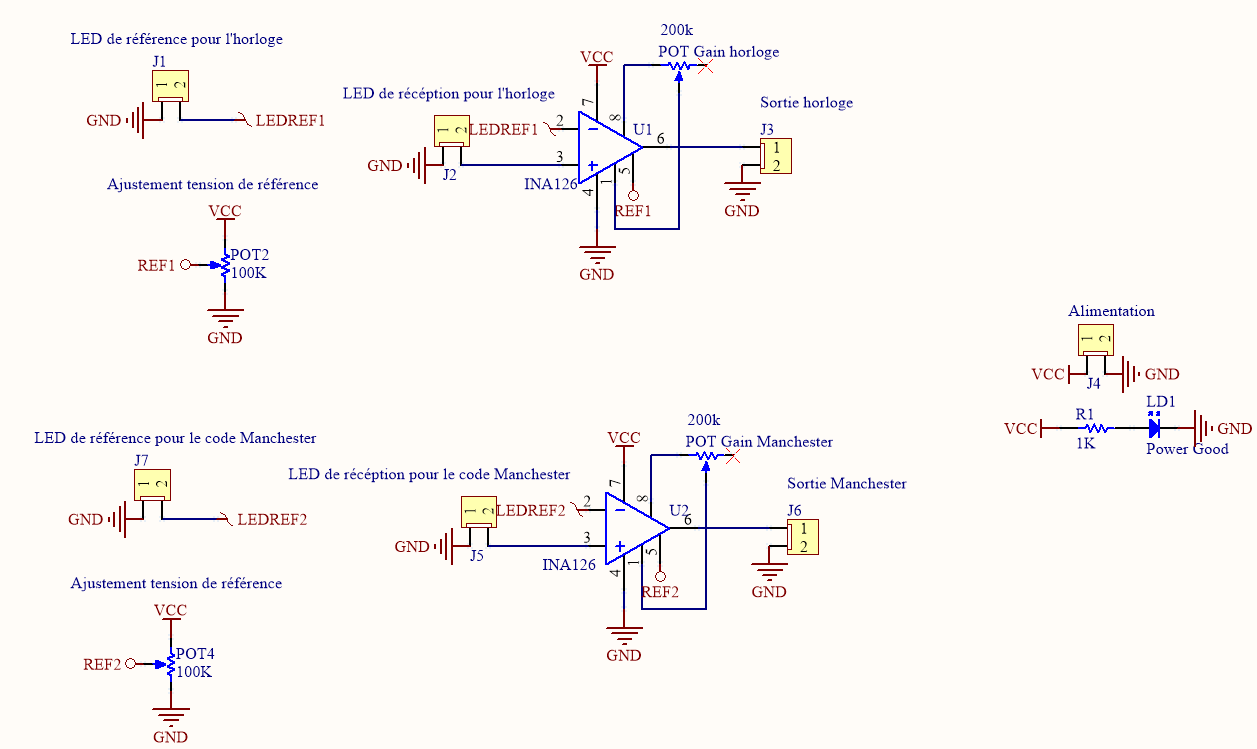 LED de référence pour l'horloge
J1
1 2
GND
LEDREF1
Ajustement tension de référence
VCC
REF1
POT2
100K
GND
200k
POT Gain horloge
VCC
LED de récéption pour l'horloge
LEDREF1
1 2
GND
J2
7
8
2
3
U1
6
INA126
4
1
5
REF1
GND
Sortie horloge
J3
1
2
GND
Alimentation
1 2
VCC
J4
GND
LD1
VCC
R1
1K
GND
Power Good
LED de référence pour le code Manchester
J7
1 2
GND
LEDREF2
Ajustement tension de référence
VCC
REF2
POT4
100K
GND
200k
POT Gain Manchester
VCC
LED de récéption pour le code Manchester
LEDREF2
1 2
GND
J5
7
8
2
3
U2
6
INA126
4
1
5
REF2
GND
Sortie Manchester
J6
1
2
GND